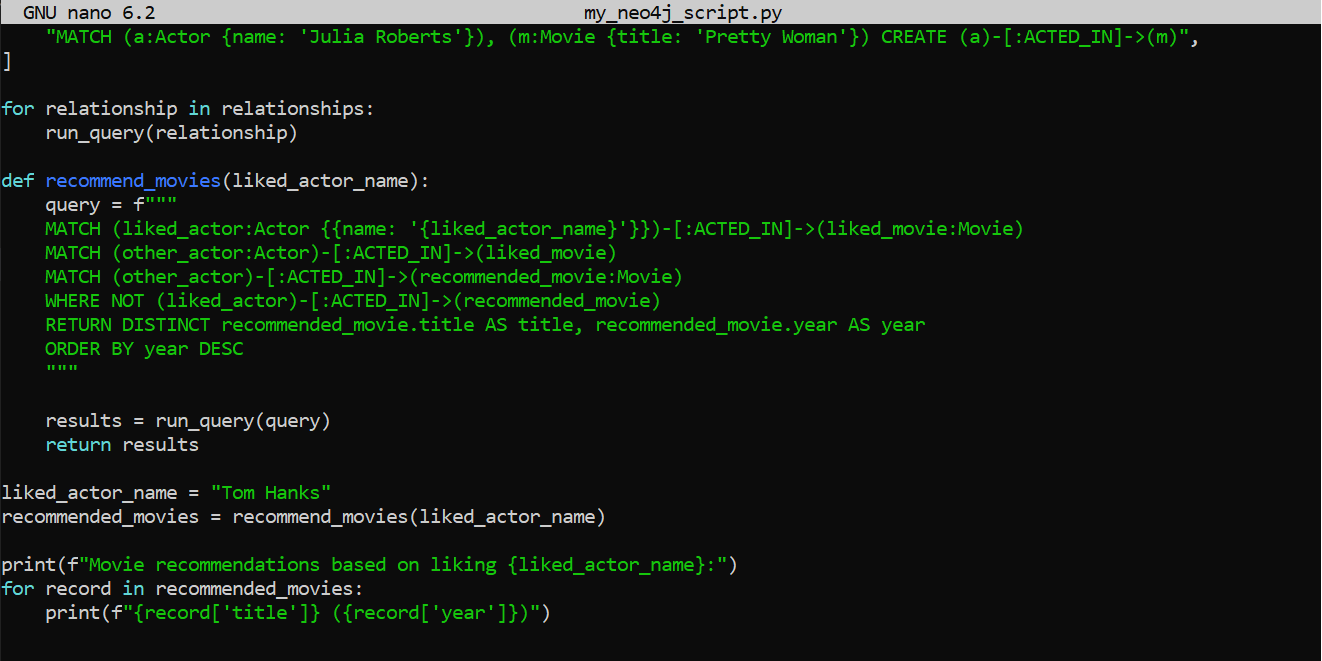 GNU nano 6.2 my_neo4j_script.py
    "MATCH (a:Actor {name: 'Julia Roberts'}), (m:Movie {title: 'Pretty Woman'}) CREATE (a)-[:ACTED_IN]->(m)",
]
for relationship in relationships:
    run_query(relationship)
def recommend_movies(liked_actor_name):
    query = f"""
    MATCH (liked_actor:Actor {{name: '{liked_actor_name}'}})-[:ACTED_IN]->(liked_movie:Movie)
    MATCH (other_actor:Actor)-[:ACTED_IN]->(liked_movie)
    MATCH (other_actor)-[:ACTED_IN]->(recommended_movie:Movie)
    WHERE NOT (liked_actor)-[:ACTED_IN]->(recommended_movie)
    RETURN DISTINCT recommended_movie.title AS title, recommended_movie.year AS year
    ORDER BY year DESC
    """
    results = run_query(query)
    return results
liked_actor_name = "Tom Hanks"
recommended_movies = recommend_movies(liked_actor_name)
print(f"Movie recommendations based on liking {liked_actor_name}:")
for record in recommended_movies:
    print(f"{record['title']} ({record['year']})")